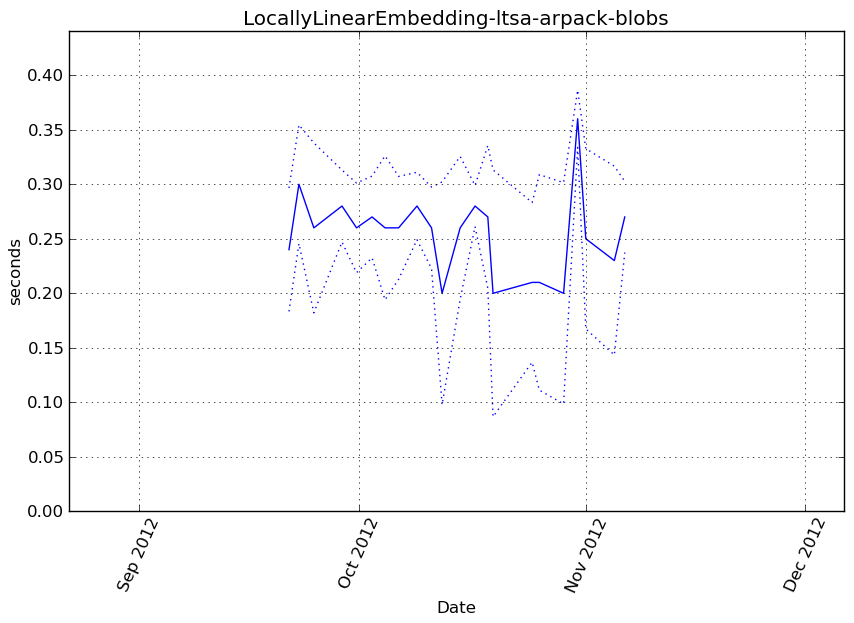 LocallyLinearEmbedding-ltsa-arpack-blobs
0.40
0.35
0.30
0.25
0.20
0.15
0.10
0.05
0.00
seconds
Sep 2012
Oct 2012
Nov 2012
Dec 2012
Date